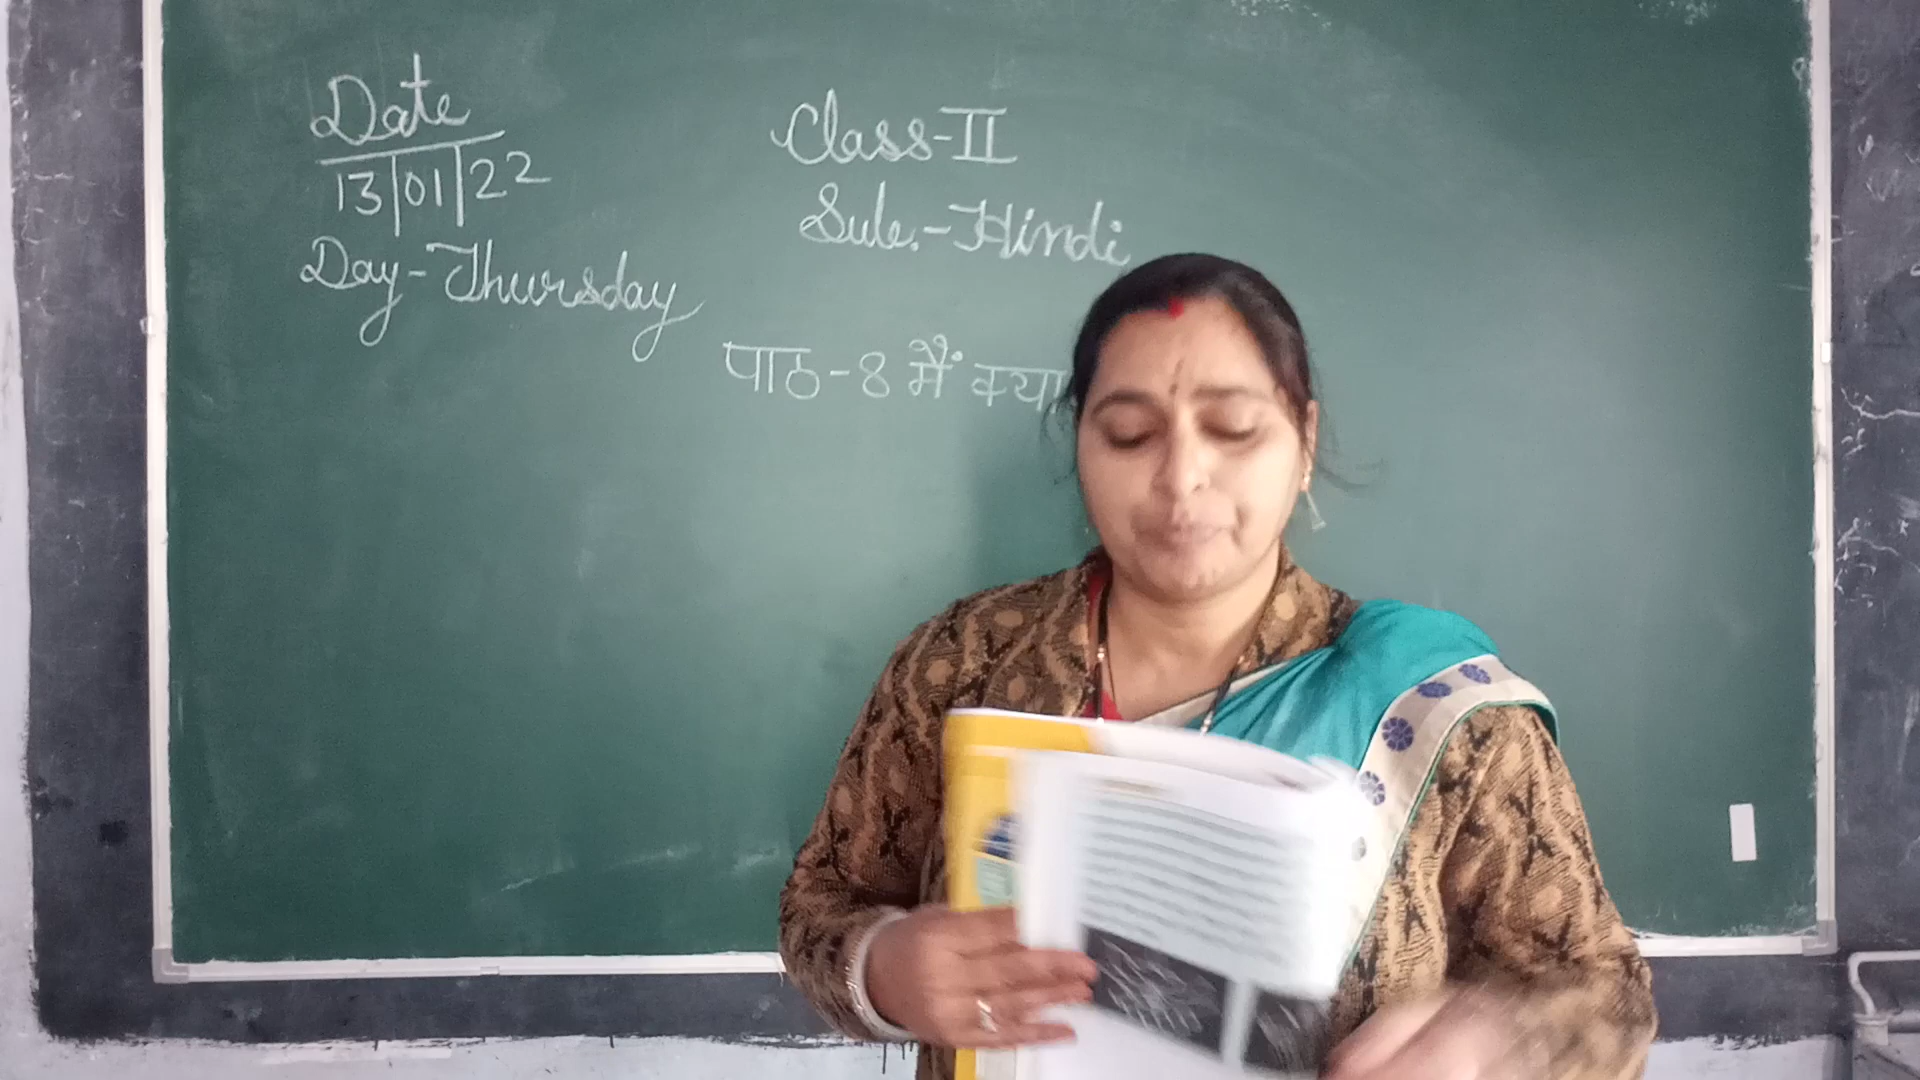 Date
13/01/22
Day-Thursday
Class-II
Sub.-Hindi
पाठ-8 मैं क्या